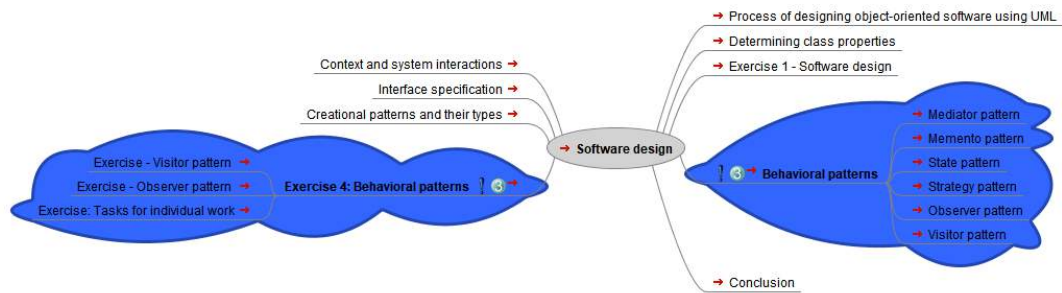 Process of designing object-oriented software using UML
Determining class properties
Exercise 1 - Software design
Context and system interactions
Interface specification
Creational patterns and their types
Software design
Exercise - Visitor pattern
Exercise - Observer pattern
Exercise: Tasks for individual work
Exercise 4: Behavioral patterns
3
3
Behavioral patterns
Mediator pattern
Memento pattern
State pattern
Strategy pattern
Observer pattern
Visitor pattern
Conclusion